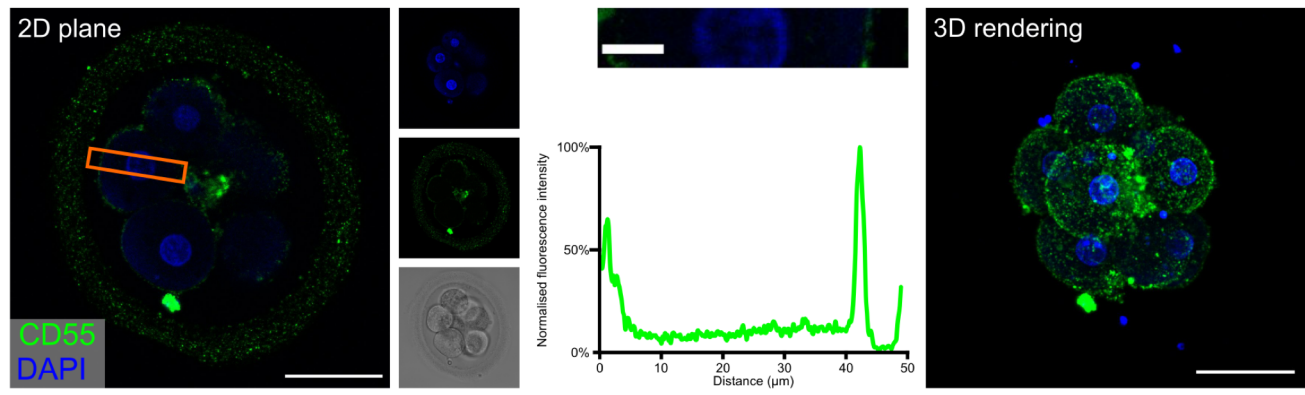 2D plane
CD55
DAPI
Normalised fluorescence intensity
100%
50%
0%
0 10 20 30 40 50
Distance (µm)
3D rendering